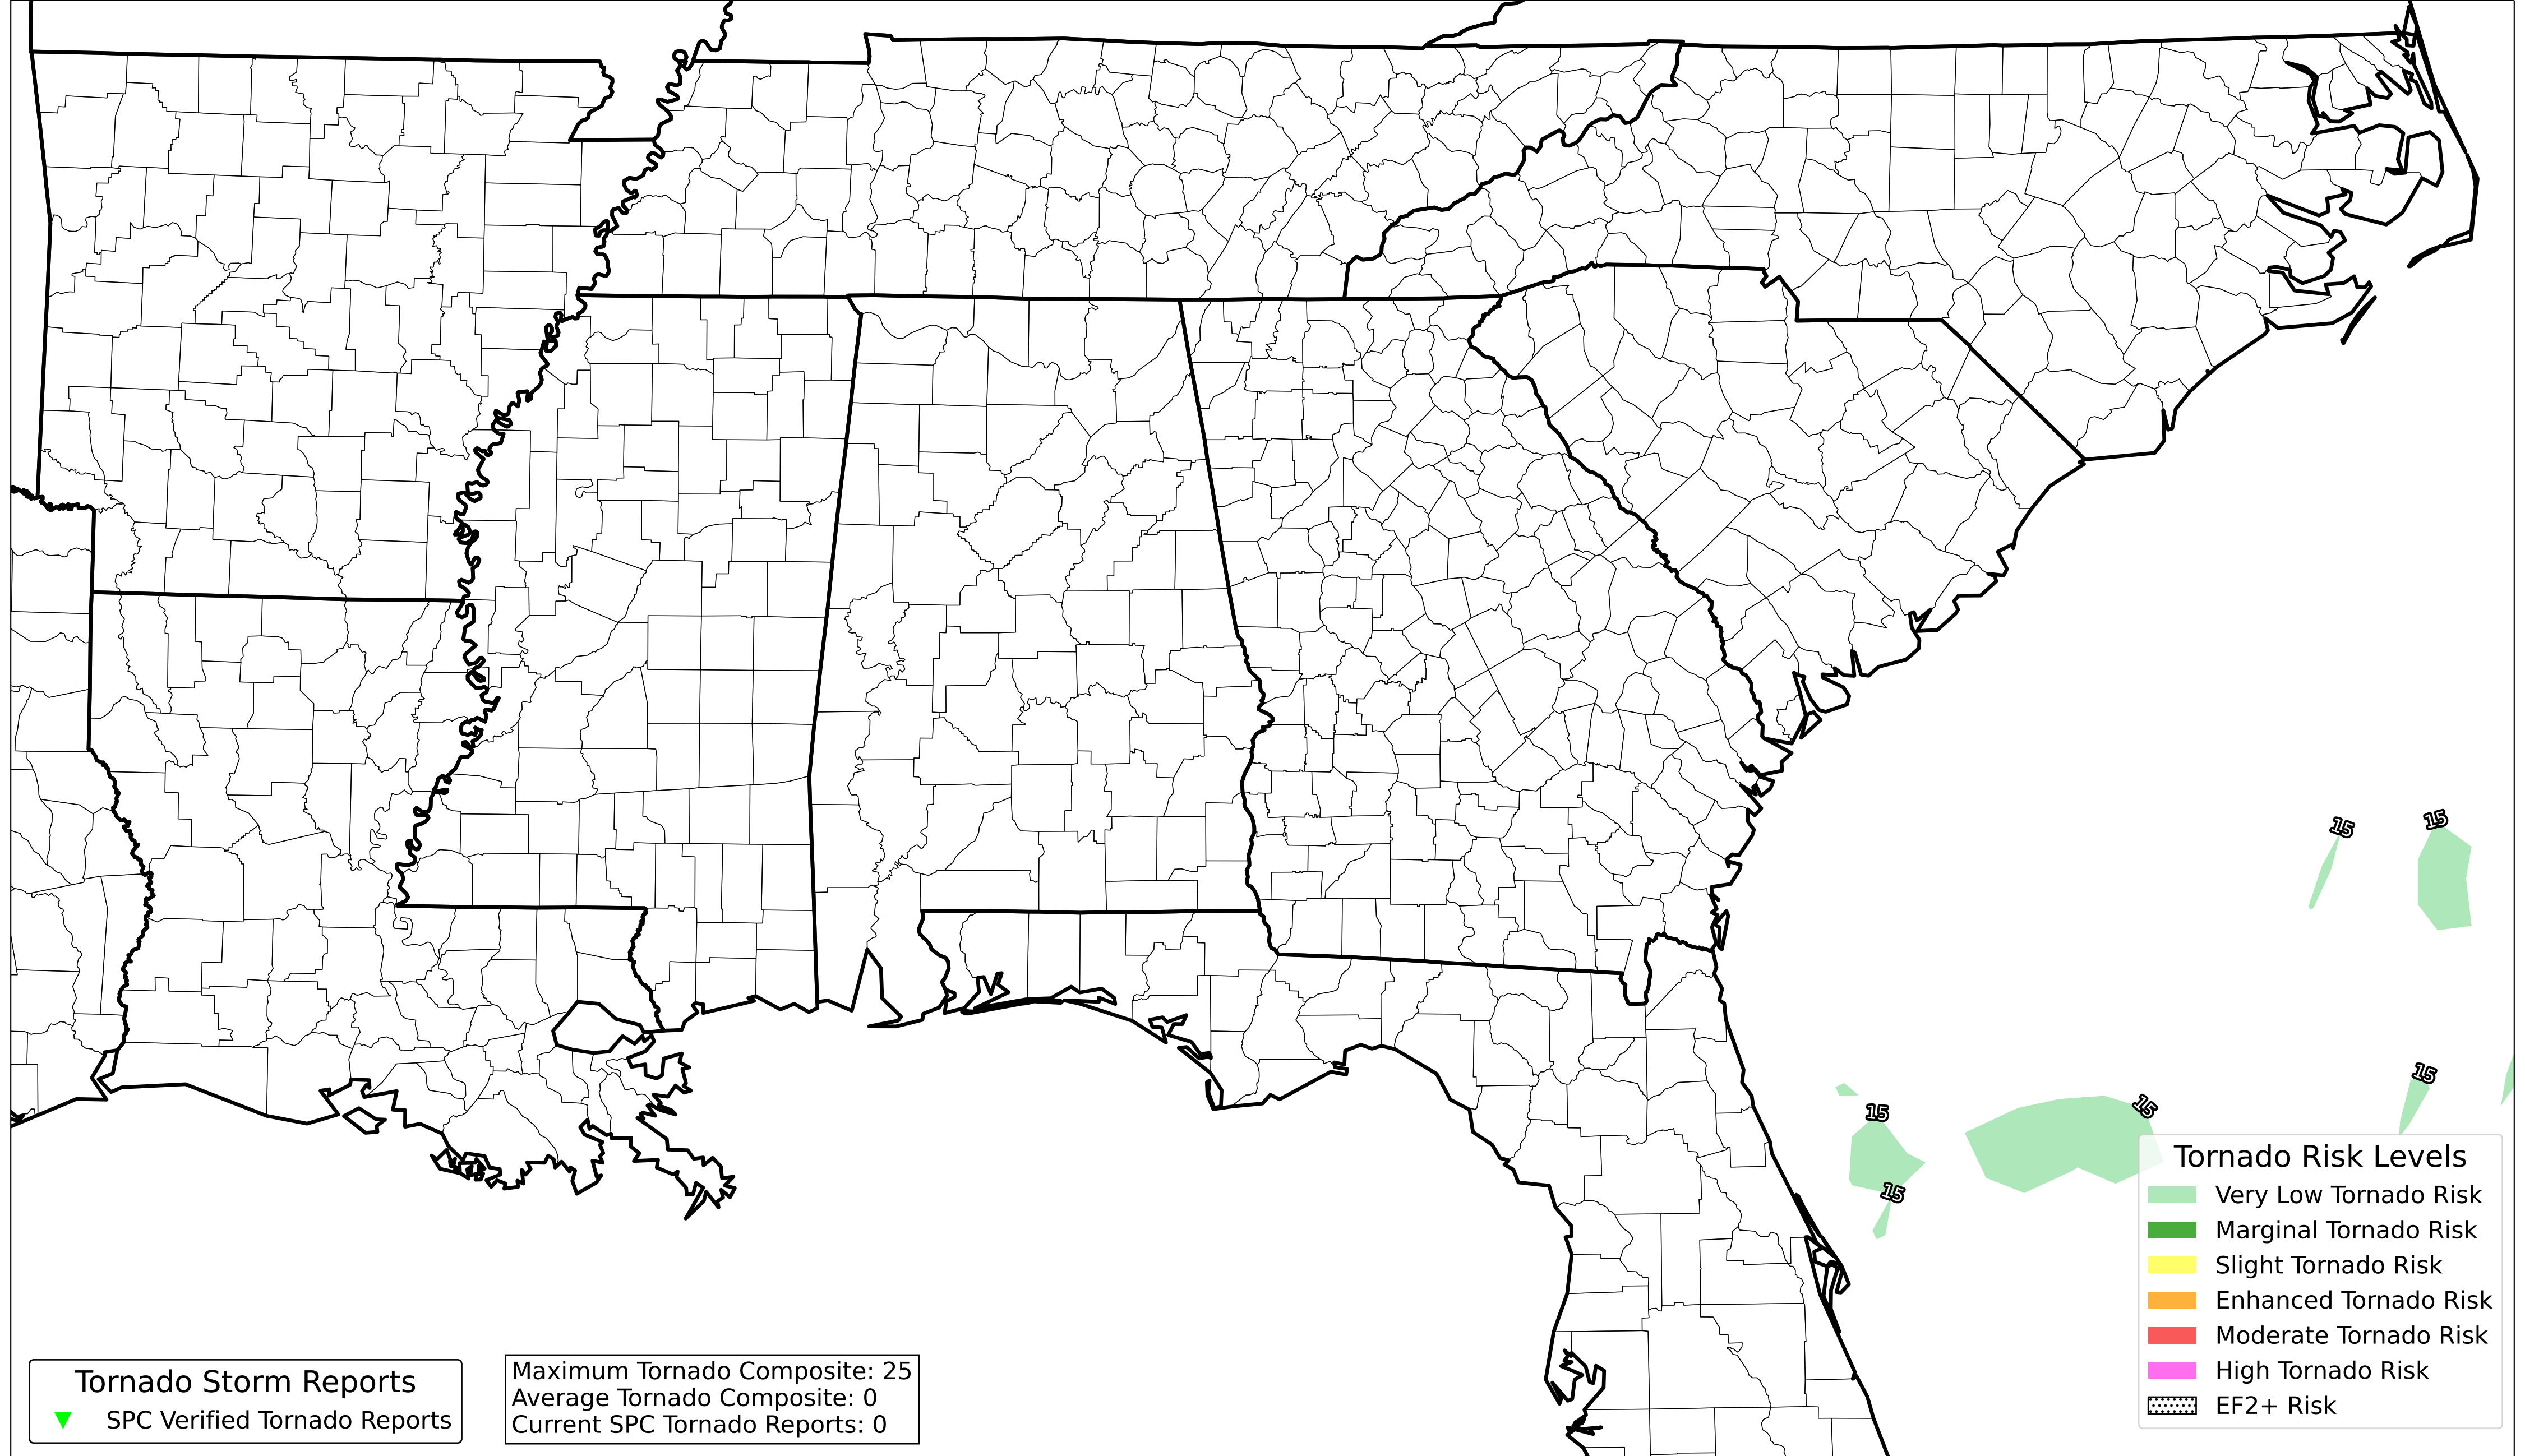 15
15
15
15
15
15
Tornado Risk Levels
Very Low Tornado Risk
Marginal Tornado Risk
Slight Tornado Risk
Enhanced Tornado Risk
Moderate Tornado Risk
High Tornado Risk
EF2+ Risk
Tornado Storm Reports
SPC Verified Tornado Reports
Maximum Tornado Composite: 25
Average Tornado Composite: 0
Current SPC Tornado Reports: 0